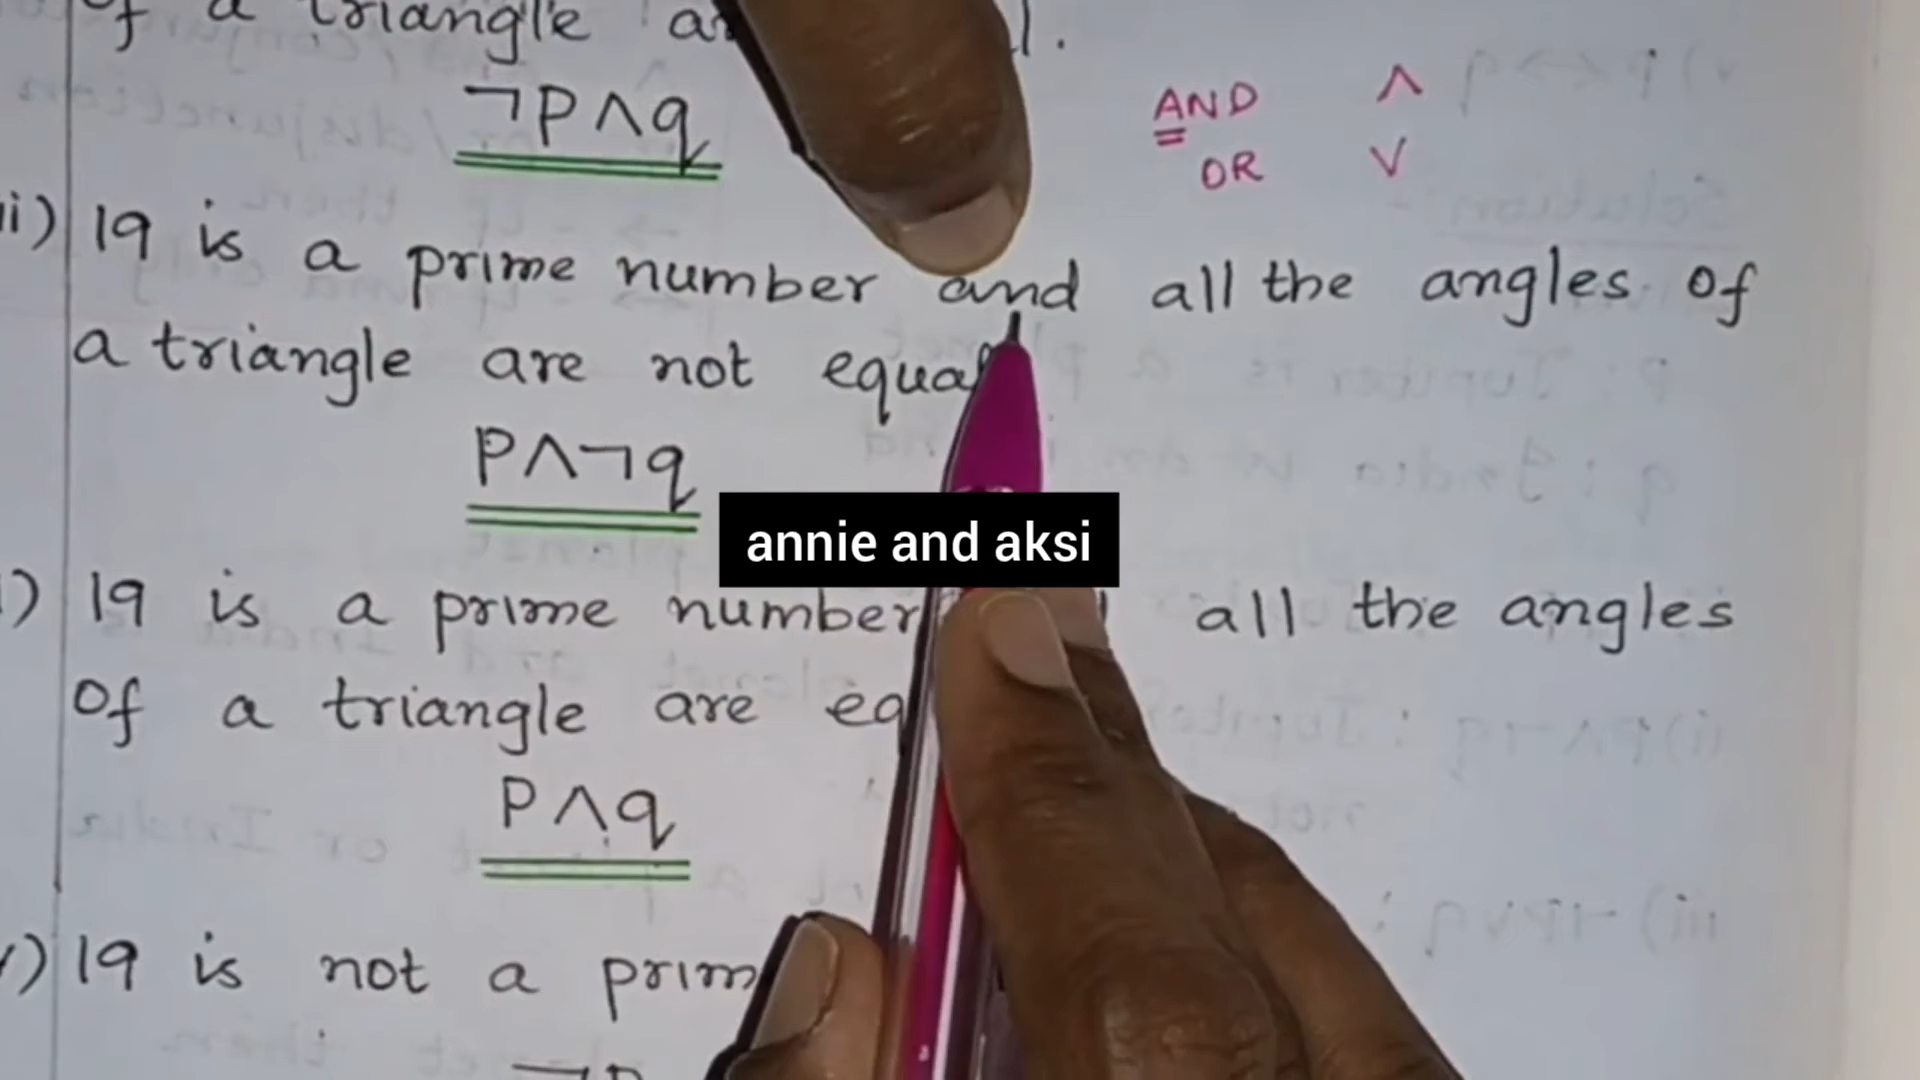 of a triangle
¬P∧q
AND ∧
OR ∨
ii) 19 is a prime number and all the angles of
a triangle are not equal
P∧¬q
annie and aksi
) 19 is a prime number all the angles
of a triangle are
P∧q
) 19 is not a